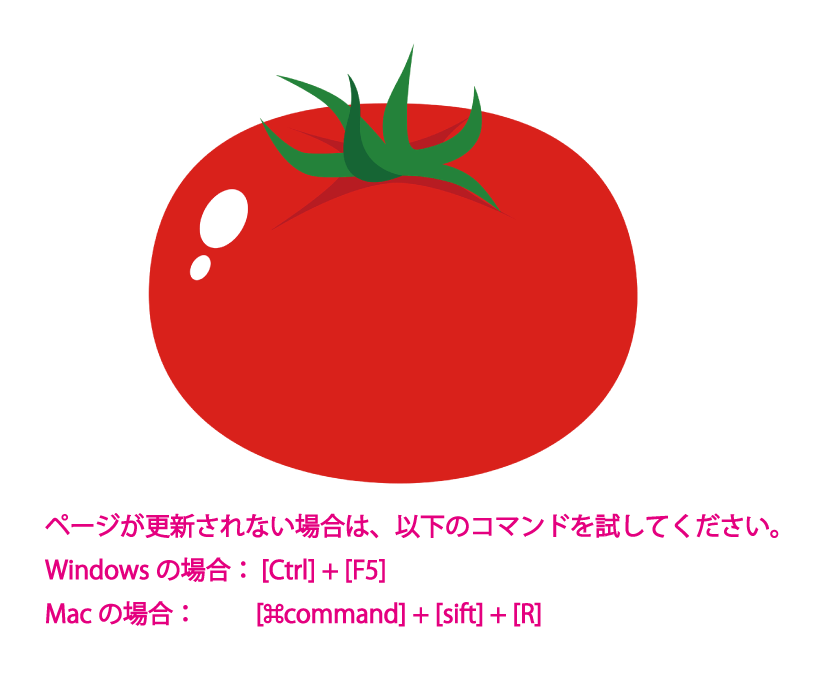 ページが更新されない場合は、以下のコマンドを試してください。
Windows の場合： [Ctrl] + [F5]
Mac の場合： [⌘command] + [sift] + [R]